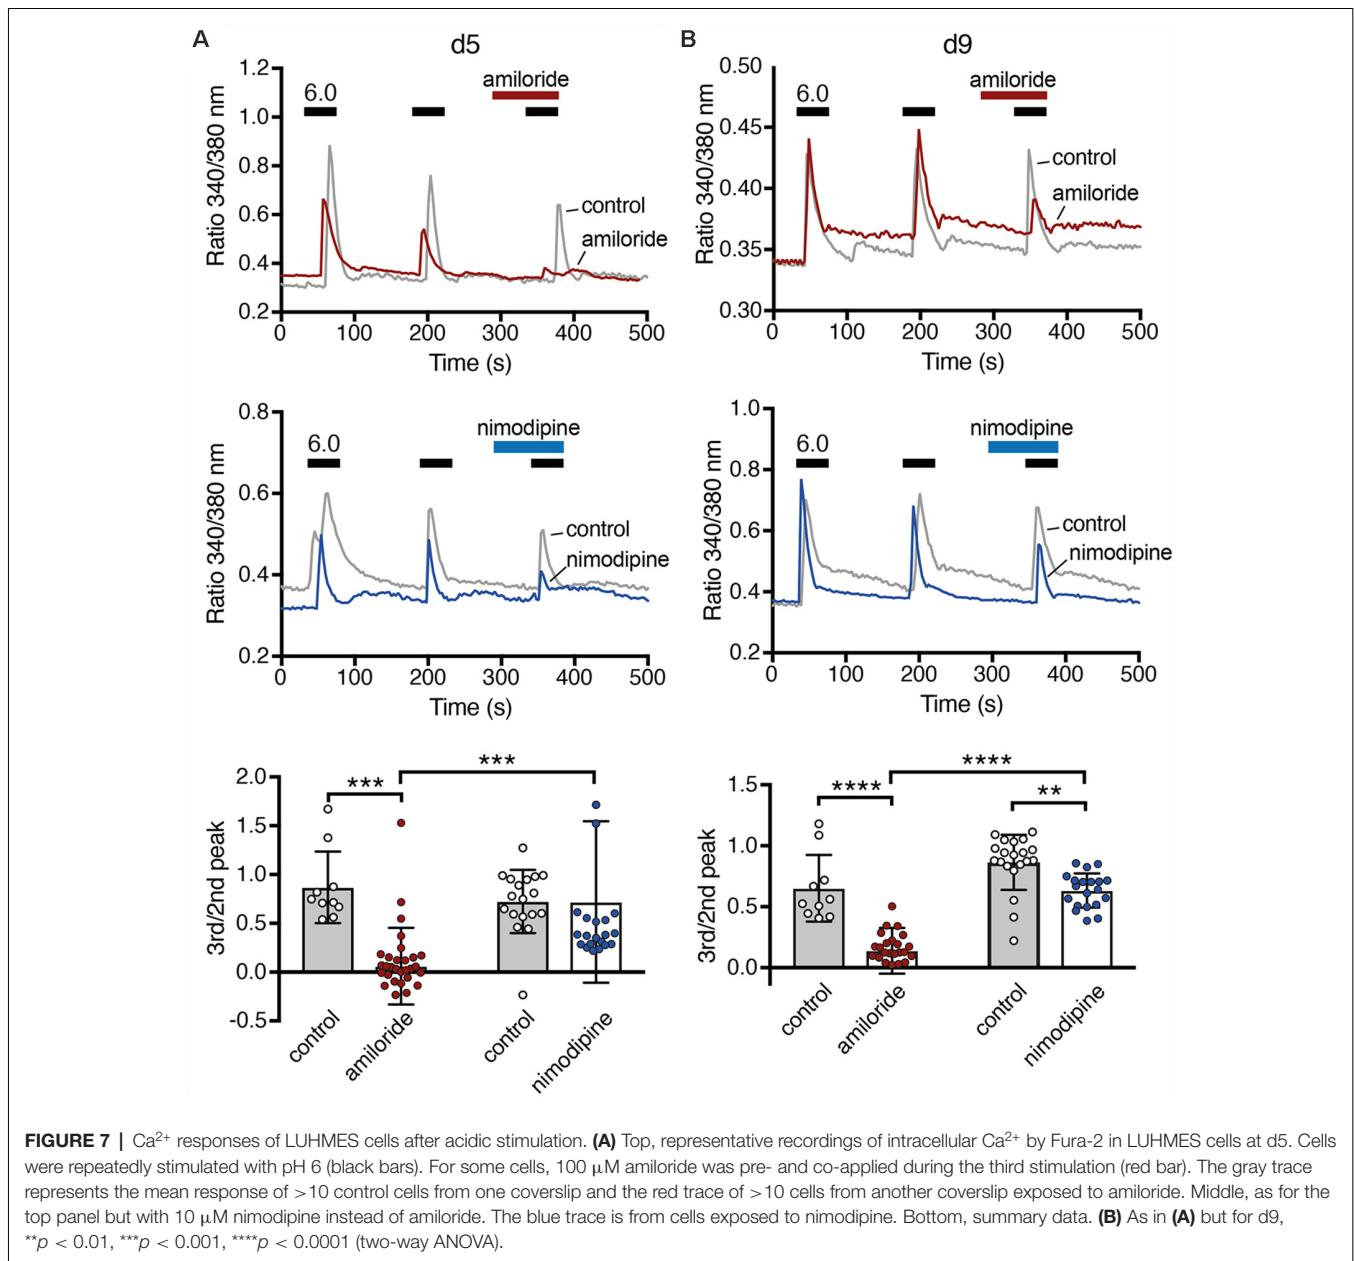 A
d5
1.2
1.0
0.8
0.6
0.4
0.2
Ratio 340/380 nm
6.0
amiloride
control
amiloride
0 100 200 300 400 500
Time (s)
B
d9
0.50
0.45
0.40
0.35
0.30
Ratio 340/380 nm
6.0
amiloride
control
amiloride
0 100 200 300 400 500
Time (s)
0.8
0.6
0.4
0.2
Ratio 340/380 nm
6.0
nimodipine
control
nimodipine
0 100 200 300 400 500
Time (s)
1.0
0.8
0.6
0.4
0.2
Ratio 340/380 nm
6.0
nimodipine
control
nimodipine
0 100 200 300 400 500
Time (s)
2.0
1.5
1.0
0.5
0.0
-0.5
3rd/2nd peak
***
***
control
amiloride
control
nimodipine
1.5
1.0
0.5
0.0
3rd/2nd peak
****
****
**
control
amiloride
control
nimodipine
FIGURE 7 | Ca²⁺ responses of LUHMES cells after acidic stimulation. (A) Top, representative recordings of intracellular Ca²⁺ by Fura-2 in LUHMES cells at d5. Cells
were repeatedly stimulated with pH 6 (black bars). For some cells, 100 μM amiloride was pre- and co-applied during the third stimulation (red bar). The gray trace
represents the mean response of >10 control cells from one coverslip and the red trace of >10 cells from another coverslip exposed to amiloride. Middle, as for the
top panel but with 10 μM nimodipine instead of amiloride. The blue trace is from cells exposed to nimodipine. Bottom, summary data. (B) As in (A) but for d9,
**p < 0.01, ***p < 0.001, ****p < 0.0001 (two-way ANOVA).